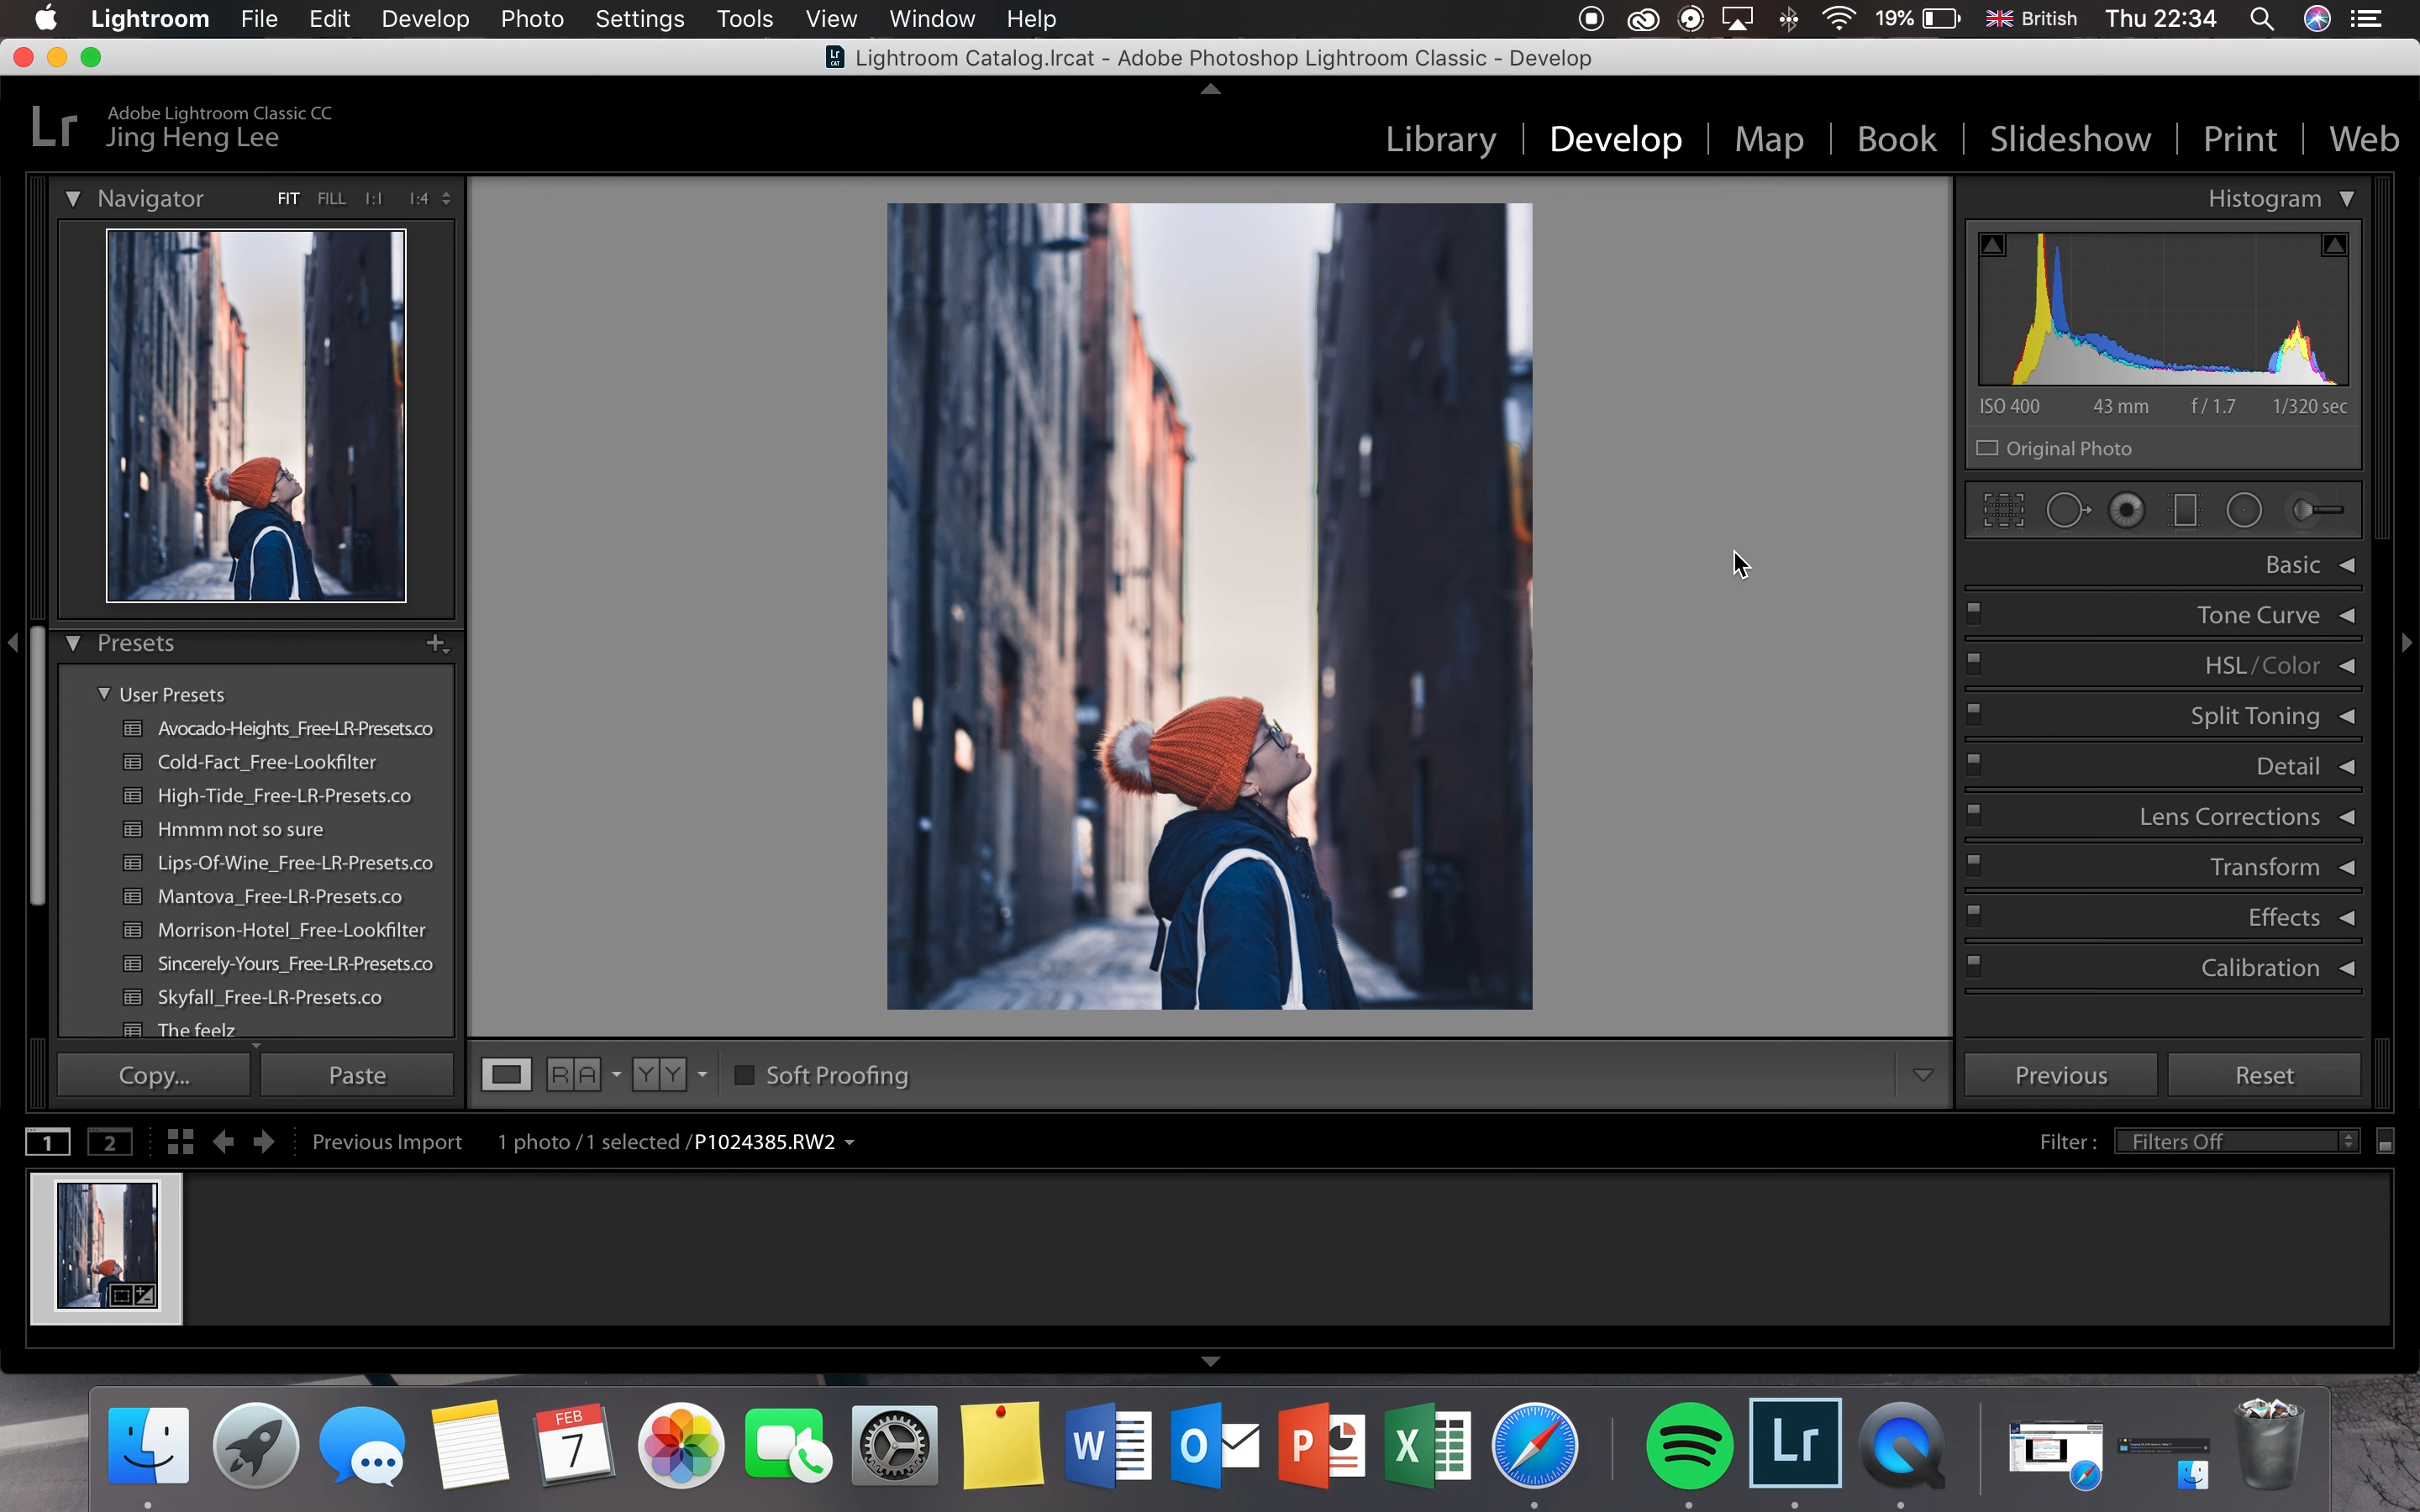 Lightroom File Edit Develop Photo Settings Tools View Window Help 19% British Thu 22:34
Lr CAT Lightroom Catalog.lrcat - Adobe Photoshop Lightroom Classic - Develop
Lr Adobe Lightroom Classic CC
Jing Heng Lee
Library | Develop | Map | Book | Slideshow | Print | Web
Navigator FIT FILL 1:1 1:4
Histogram
ISO 400 43 mm f / 1.7 1/320 sec
Original Photo
Basic
Tone Curve
HSL / Color
Split Toning
Detail
Lens Corrections
Transform
Effects
Calibration
Presets
User Presets
Avocado-Heights_Free-LR-Presets.co
Cold-Fact_Free-Lookfilter
High-Tide_Free-LR-Presets.co
Hmmm not so sure
Lips-Of-Wine_Free-LR-Presets.co
Mantova_Free-LR-Presets.co
Morrison-Hotel_Free-Lookfilter
Sincerely-Yours_Free-LR-Presets.co
Skyfall_Free-LR-Presets.co
The feelz
Copy... Paste R A Y Y Soft Proofing Previous Reset
1 2 Previous Import 1 photo / 1 selected / P1024385.RW2 Filter : Filters Off
FEB
7
W O P X Lr